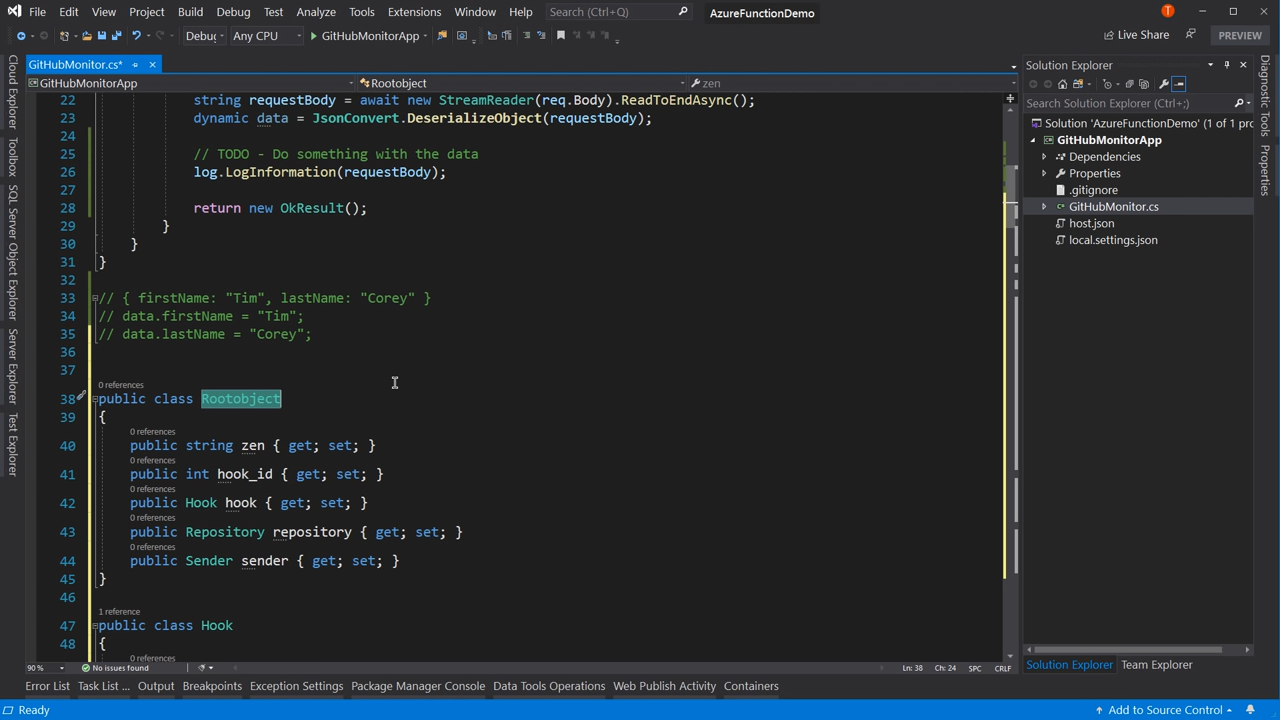 File Edit View Project Build Debug Test Analyze Tools Extensions Window Help Search (Ctrl+Q) AzureFunctionDemo T
Debug Any CPU GitHubMonitorApp Live Share PREVIEW
GitHubMonitor.cs*
GitHubMonitorApp Rootobject zen
Cloud Explorer
Toolbox
SQL Server Object Explorer
Server Explorer
Test Explorer
22 string requestBody = await new StreamReader(req.Body).ReadToEndAsync();
23 dynamic data = JsonConvert.DeserializeObject(requestBody);
24
25 // TODO - Do something with the data
26 log.LogInformation(requestBody);
27
28 return new OkResult();
29 }
30 }
31 }
32
33 // { firstName: "Tim", lastName: "Corey" }
34 // data.firstName = "Tim";
35 // data.lastName = "Corey";
36
37
0 references
38 public class Rootobject
39 {
0 references
40 public string zen { get; set; }
0 references
41 public int hook_id { get; set; }
0 references
42 public Hook hook { get; set; }
0 references
43 public Repository repository { get; set; }
0 references
44 public Sender sender { get; set; }
45 }
46
1 reference
47 public class Hook
48 {
0 references
90 % No issues found Ln: 38 Ch: 24 SPC CRLF
Solution Explorer
Search Solution Explorer (Ctrl+;)
Solution 'AzureFunctionDemo' (1 of 1 pro
GitHubMonitorApp
Dependencies
Properties
.gitignore
GitHubMonitor.cs
host.json
local.settings.json
Solution Explorer Team Explorer
Diagnostic Tools
Properties
Error List Task List ... Output Breakpoints Exception Settings Package Manager Console Data Tools Operations Web Publish Activity Containers
Ready Add to Source Control